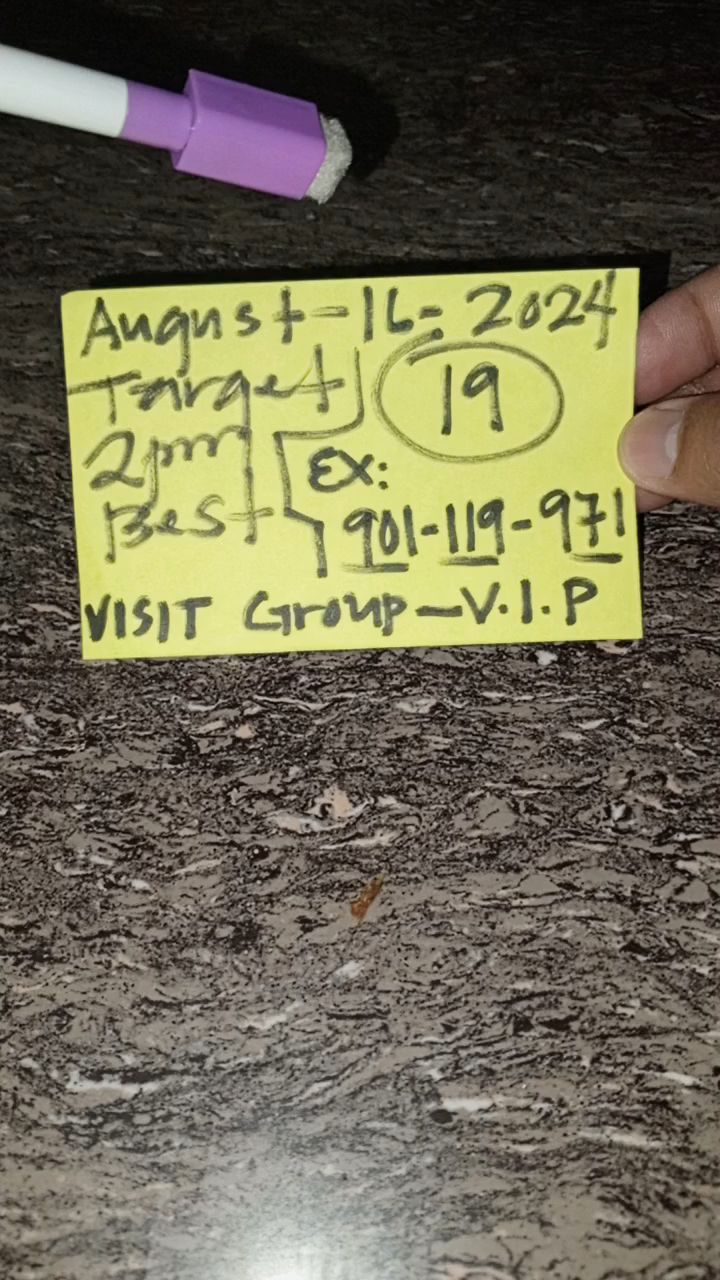 August-16-2024
Target 19
2pm EX:
Best 901-119-971
VISIT Group-V.I.P